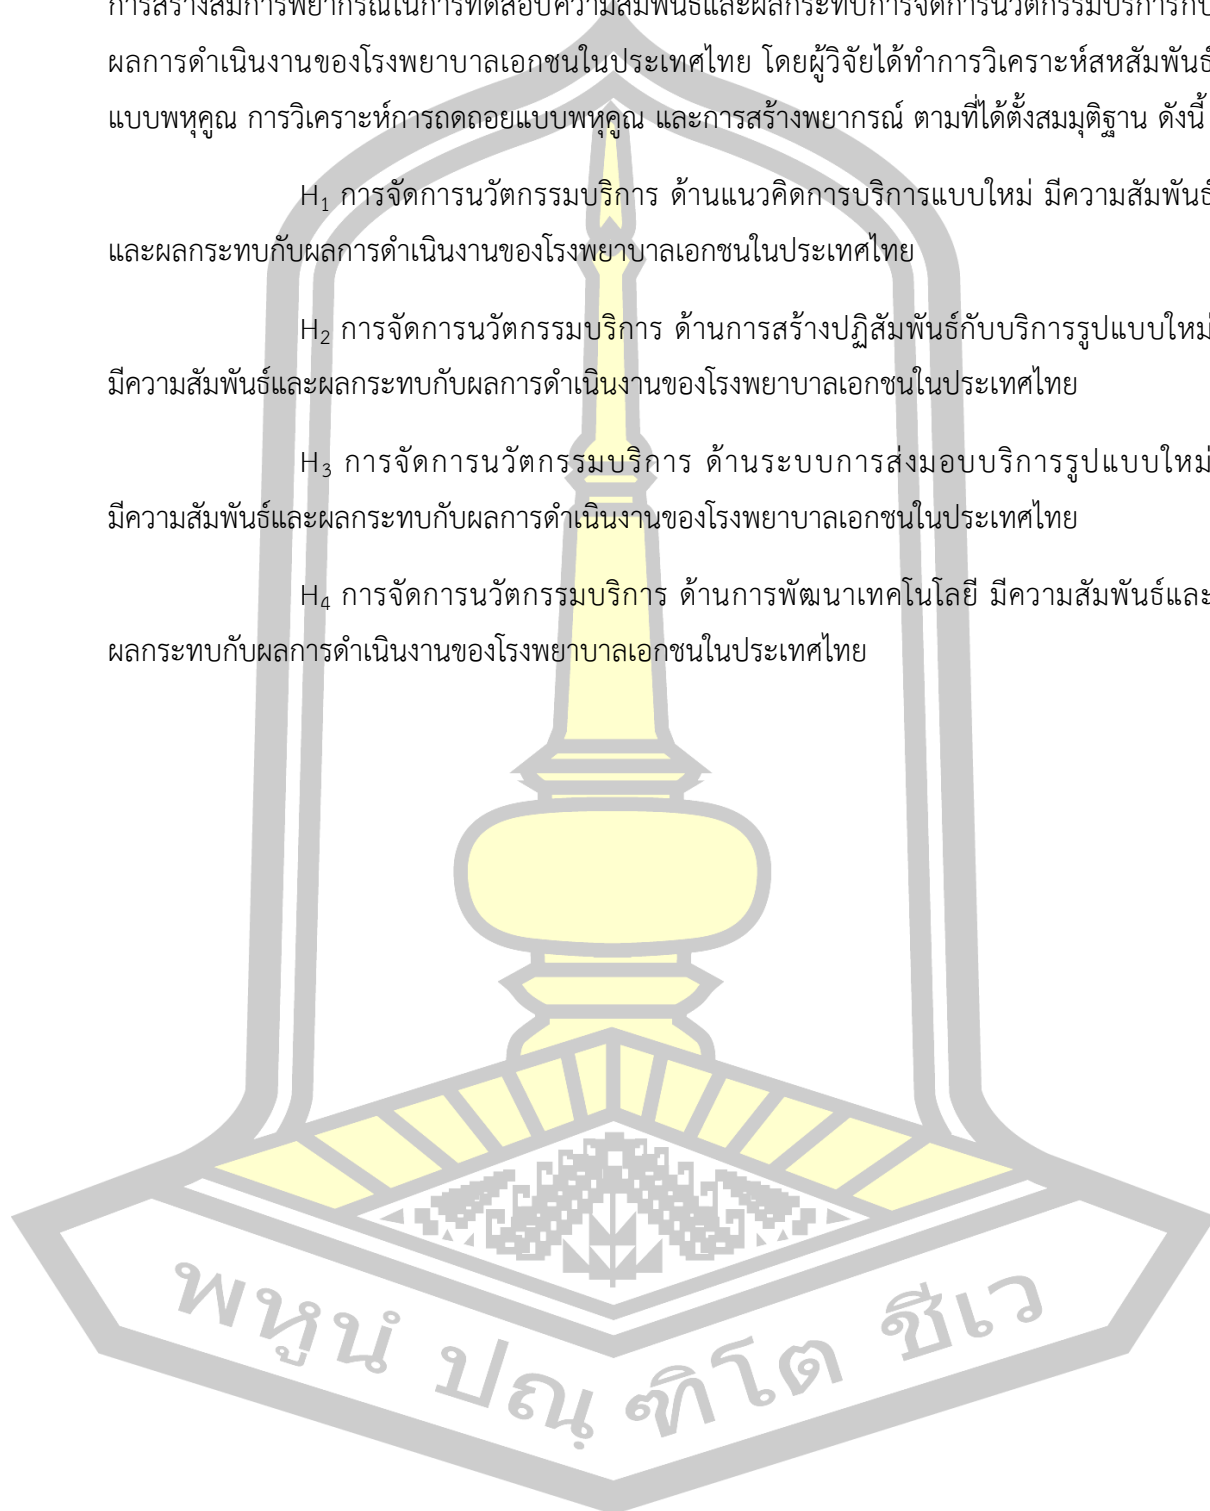 การสร้างสมการพยากรณ์ในการทดสอบความสัมพันธ์และผลกระทบการจัดการนวัตกรรมบริการกับ
ผลการดำเนินงานของโรงพยาบาลเอกชนในประเทศไทย โดยผู้วิจัยได้ทำการวิเคราะห์สหสัมพันธ์
แบบพหุคูณ การวิเคราะห์การถดถอยแบบพหุคูณ และการสร้างพยากรณ์ ตามที่ได้ตั้งสมมุติฐาน ดังนี้
H₁ การจัดการนวัตกรรมบริการ ด้านแนวคิดการบริการแบบใหม่ มีความสัมพันธ์
และผลกระทบกับผลการดำเนินงานของโรงพยาบาลเอกชนในประเทศไทย
H₂ การจัดการนวัตกรรมบริการ ด้านการสร้างปฏิสัมพันธ์กับบริการรูปแบบใหม่
มีความสัมพันธ์และผลกระทบกับผลการดำเนินงานของโรงพยาบาลเอกชนในประเทศไทย
H₃ การจัดการนวัตกรรมบริการ ด้านระบบการส่งมอบบริการรูปแบบใหม่
มีความสัมพันธ์และผลกระทบกับผลการดำเนินงานของโรงพยาบาลเอกชนในประเทศไทย
H₄ การจัดการนวัตกรรมบริการ ด้านการพัฒนาเทคโนโลยี มีความสัมพันธ์และ
ผลกระทบกับผลการดำเนินงานของโรงพยาบาลเอกชนในประเทศไทย
พหูนํ ปณฺ ฑิโต ชีเว